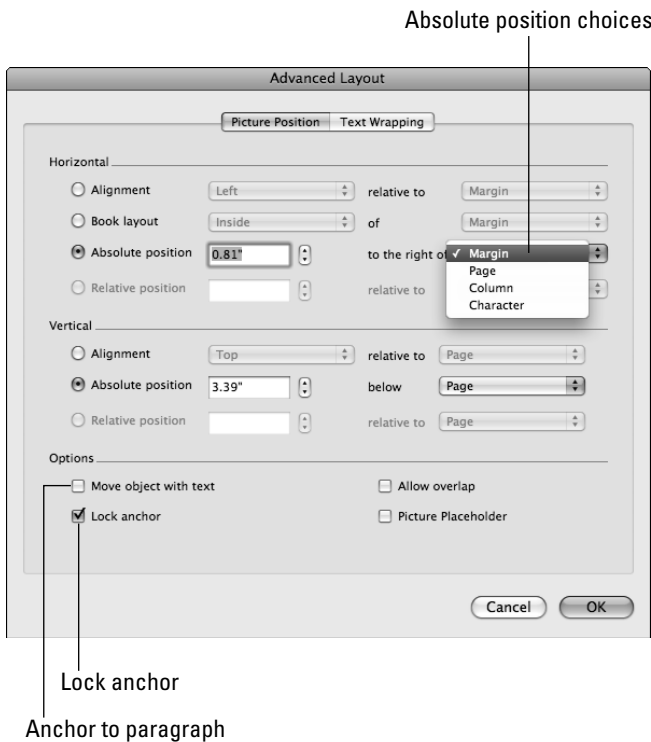 Absolute position choices
Advanced Layout
Picture Position Text Wrapping
Horizontal
Alignment Left relative to Margin
Book layout Inside of Margin
Absolute position 0.81" to the right of ✓ Margin
Page
Relative position relative to Column
Character
Vertical
Alignment Top relative to Page
Absolute position 3.39" below Page
Relative position relative to Page
Options
Move object with text Allow overlap
Lock anchor Picture Placeholder
Cancel OK
Lock anchor
Anchor to paragraph